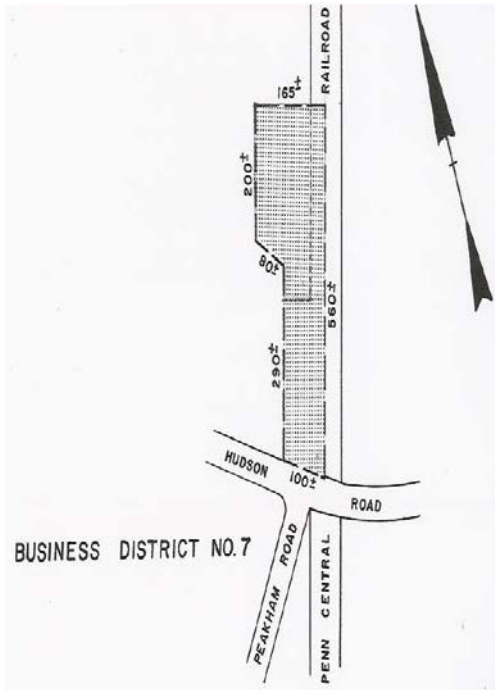 RAILROAD
165±
200±
80±
560±
290±
HUDSON
100±
ROAD
BUSINESS DISTRICT NO.7
PEAKHAM ROAD
PENN CENTRAL